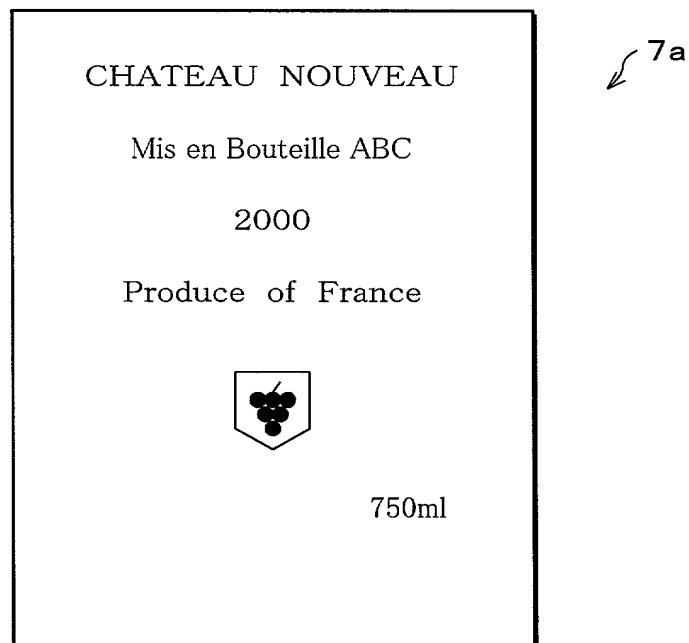 CHATEAU NOUVEAU
7a
Mis en Bouteille ABC
2000
Produce of France
750ml